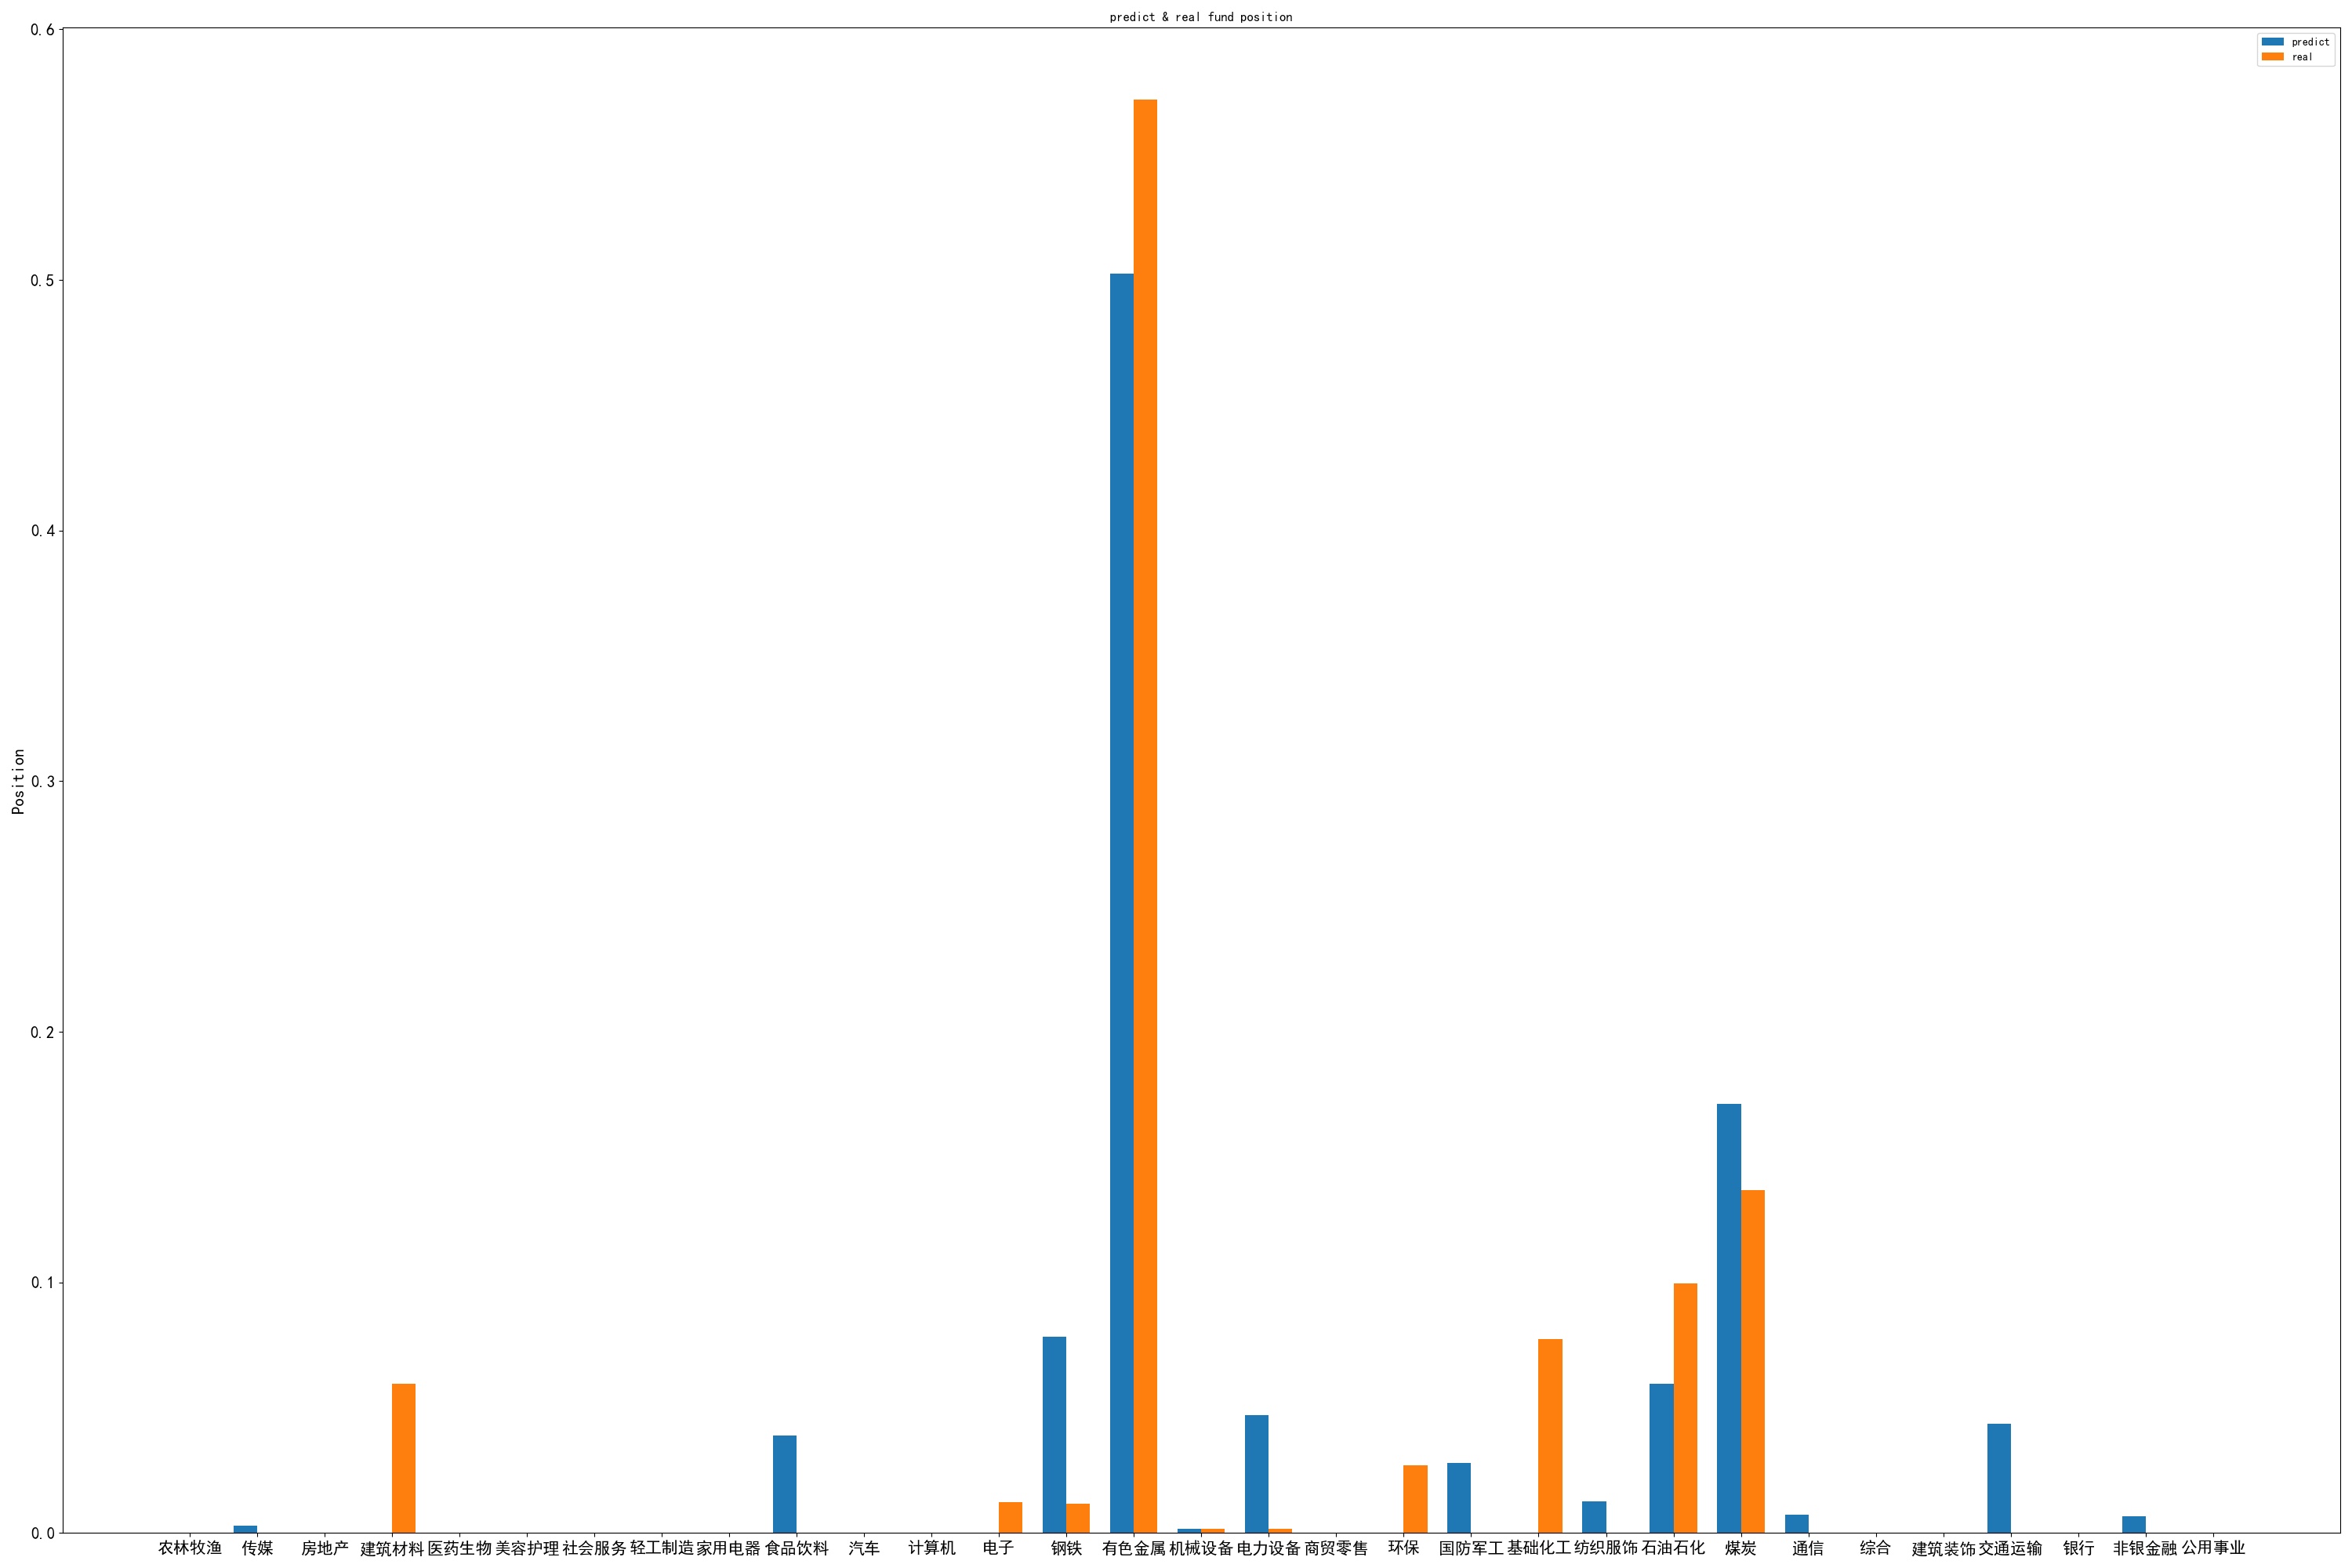 predict & real fund position
predict
real
Position
0.6
0.5
0.4
0.3
0.2
0.1
0.0
农林牧渔 传媒 房地产 建筑材料 医药生物 美容护理 社会服务 轻工制造 家用电器 食品饮料 汽车 计算机 电子 钢铁 有色金属 机械设备 电力设备 商贸零售 环保 国防军工 基础化工 纺织服饰 石油石化 煤炭 通信 综合 建筑装饰 交通运输 银行 非银金融 公用事业